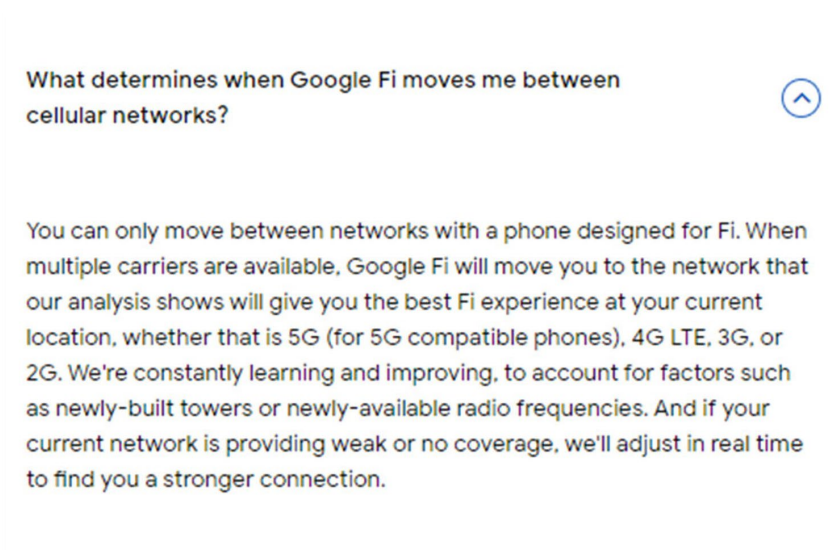 What determines when Google Fi moves me between
cellular networks?
You can only move between networks with a phone designed for Fi. When
multiple carriers are available, Google Fi will move you to the network that
our analysis shows will give you the best Fi experience at your current
location, whether that is 5G (for 5G compatible phones), 4G LTE, 3G, or
2G. We're constantly learning and improving, to account for factors such
as newly-built towers or newly-available radio frequencies. And if your
current network is providing weak or no coverage, we'll adjust in real time
to find you a stronger connection.